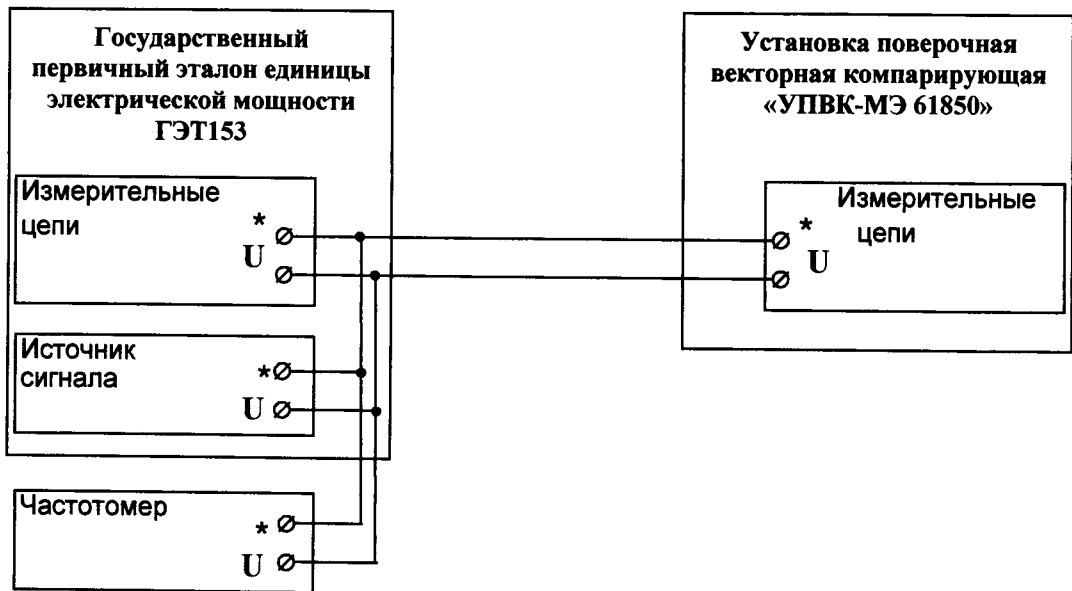 Государственный
первичный эталон единицы
электрической мощности
ГЭТ153
Измерительные
цепи
*
U
Источник
сигнала
*
U
Частотомер
*
U
Установка поверочная
векторная компарирующая
«УПВК-МЭ 61850»
Измерительные
цепи
*
U